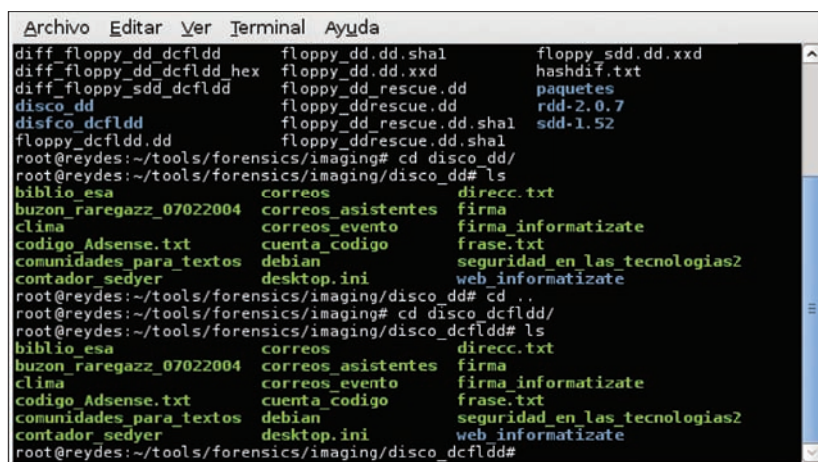 Archivo Editar Ver Terminal Ayuda
diff_floppy_dd_dcfldd floppy_dd.dd.sha1 floppy_sdd.dd.xxd
diff_floppy_dd_dcfldd_hex floppy_dd.dd.xxd hashdif.txt
diff_floppy_sdd_dcfldd floppy_dd_rescue.dd paquetes
disco_dd floppy_ddrescue.dd rdd-2.0.7
disfco_dcfldd floppy_dd_rescue.dd.sha1 sdd-1.52
floppy_dcfldd.dd floppy_ddrescue.dd.sha1
root@reydes:~/tools/forensics/imaging# cd disco_dd/
root@reydes:~/tools/forensics/imaging/disco_dd# ls
biblio_esa correos direcc.txt
buzon_raregazz_07022004 correos_asistentes firma
clima correos_evento firma_informatizate
codigo_Adsense.txt cuenta_codigo frase.txt
comunidades_para_textos debian seguridad_en_las_tecnologias2
contador_sedyer desktop.ini web_informatizate
root@reydes:~/tools/forensics/imaging/disco_dd# cd ..
root@reydes:~/tools/forensics/imaging# cd disco_dcfldd/
root@reydes:~/tools/forensics/imaging/disco_dcfldd# ls
biblio_esa correos direcc.txt
buzon_raregazz_07022004 correos_asistentes firma
clima correos_evento firma_informatizate
codigo_Adsense.txt cuenta_codigo frase.txt
comunidades_para_textos debian seguridad_en_las_tecnologias2
contador_sedyer desktop.ini web_informatizate
root@reydes:~/tools/forensics/imaging/disco_dcfldd#